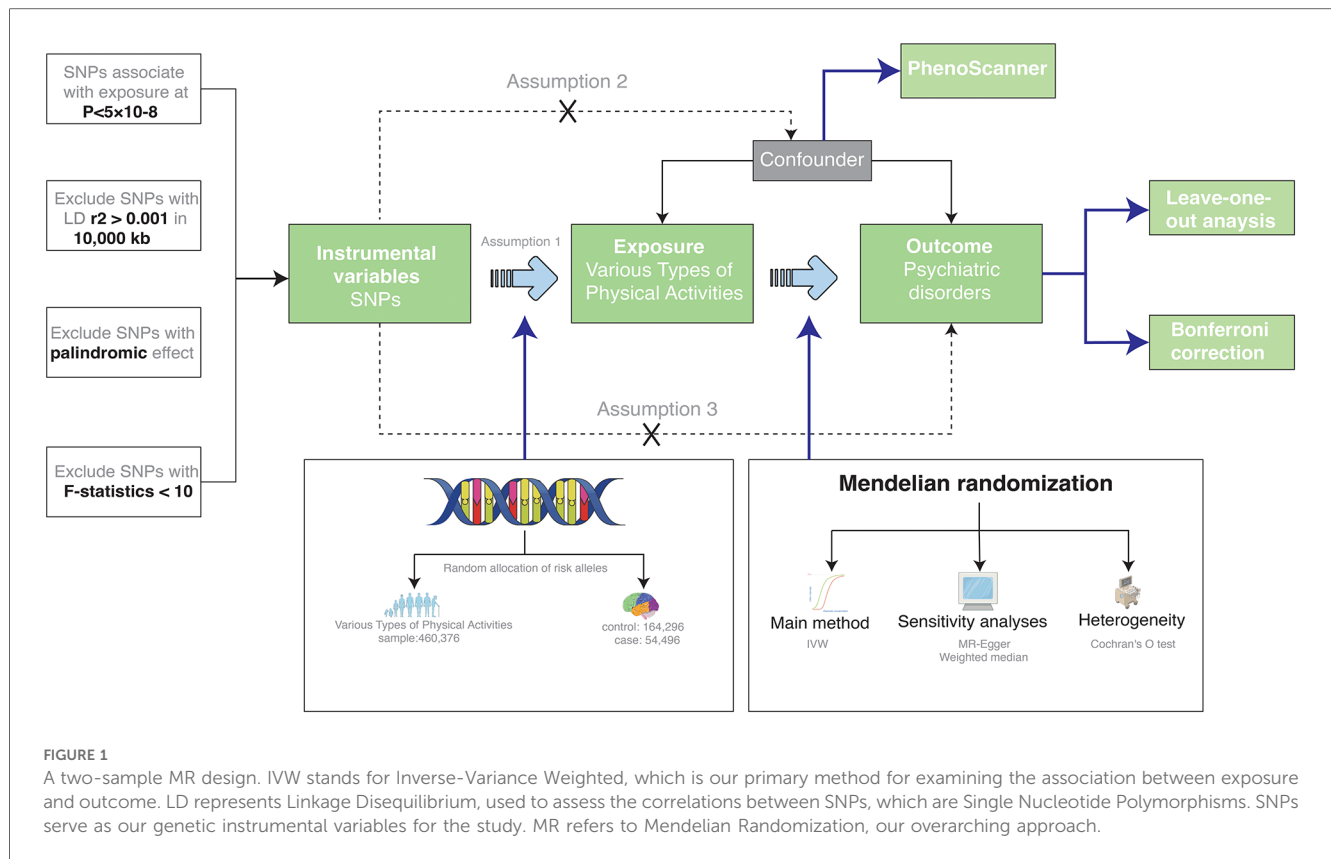 SNPs associate
with exposure at
P<5×10-8
Exclude SNPs with
LD r2 > 0.001 in
10,000 kb
Exclude SNPs with
palindromic effect
Exclude SNPs with
F-statistics < 10
Instrumental
variables
SNPs
Assumption 1
Assumption 2
Assumption 3
Exposure
Various Types of
Physical Activities
Confounder
PhenoScanner
Outcome
Psychiatric
disorders
Leave-one-
out anaysis
Bonferroni
correction
Random allocation of risk alleles
Various Types of Physical Activities
sample:460,376
control: 164,296
case: 54,496
Mendelian randomization
Main method
IVW
Sensitivity analyses
MR-Egger
Weighted median
Heterogeneity
Cochran's O test
FIGURE 1
A two-sample MR design. IVW stands for Inverse-Variance Weighted, which is our primary method for examining the association between exposure
and outcome. LD represents Linkage Disequilibrium, used to assess the correlations between SNPs, which are Single Nucleotide Polymorphisms. SNPs
serve as our genetic instrumental variables for the study. MR refers to Mendelian Randomization, our overarching approach.